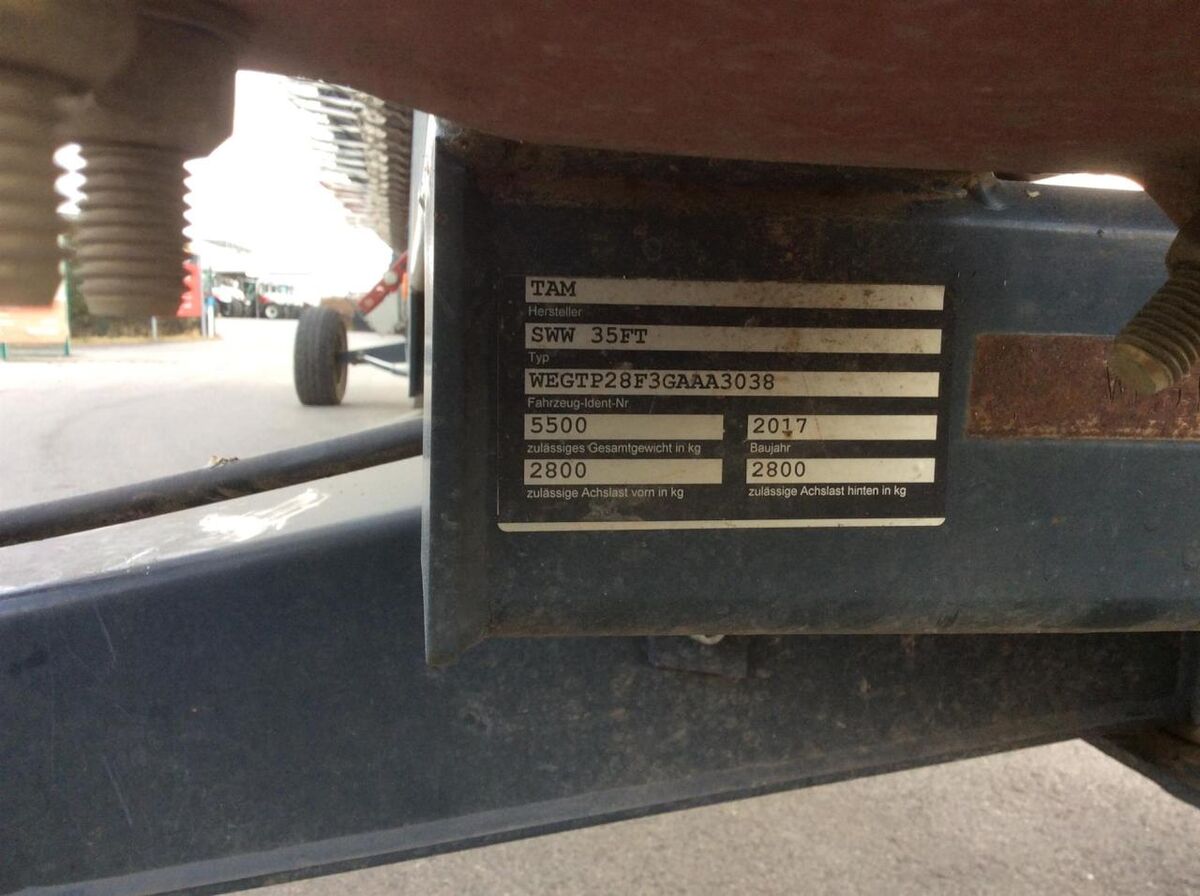 TAM
Hersteller
SWW 35FT
Typ
WEGTP28F3GAAA3038
Fahrzeug-Ident-Nr
5500 2017
zulässiges Gesamtgewicht in kg Baujahr
2800 2800
zulässige Achslast vorn in kg zulässige Achslast hinten in kg